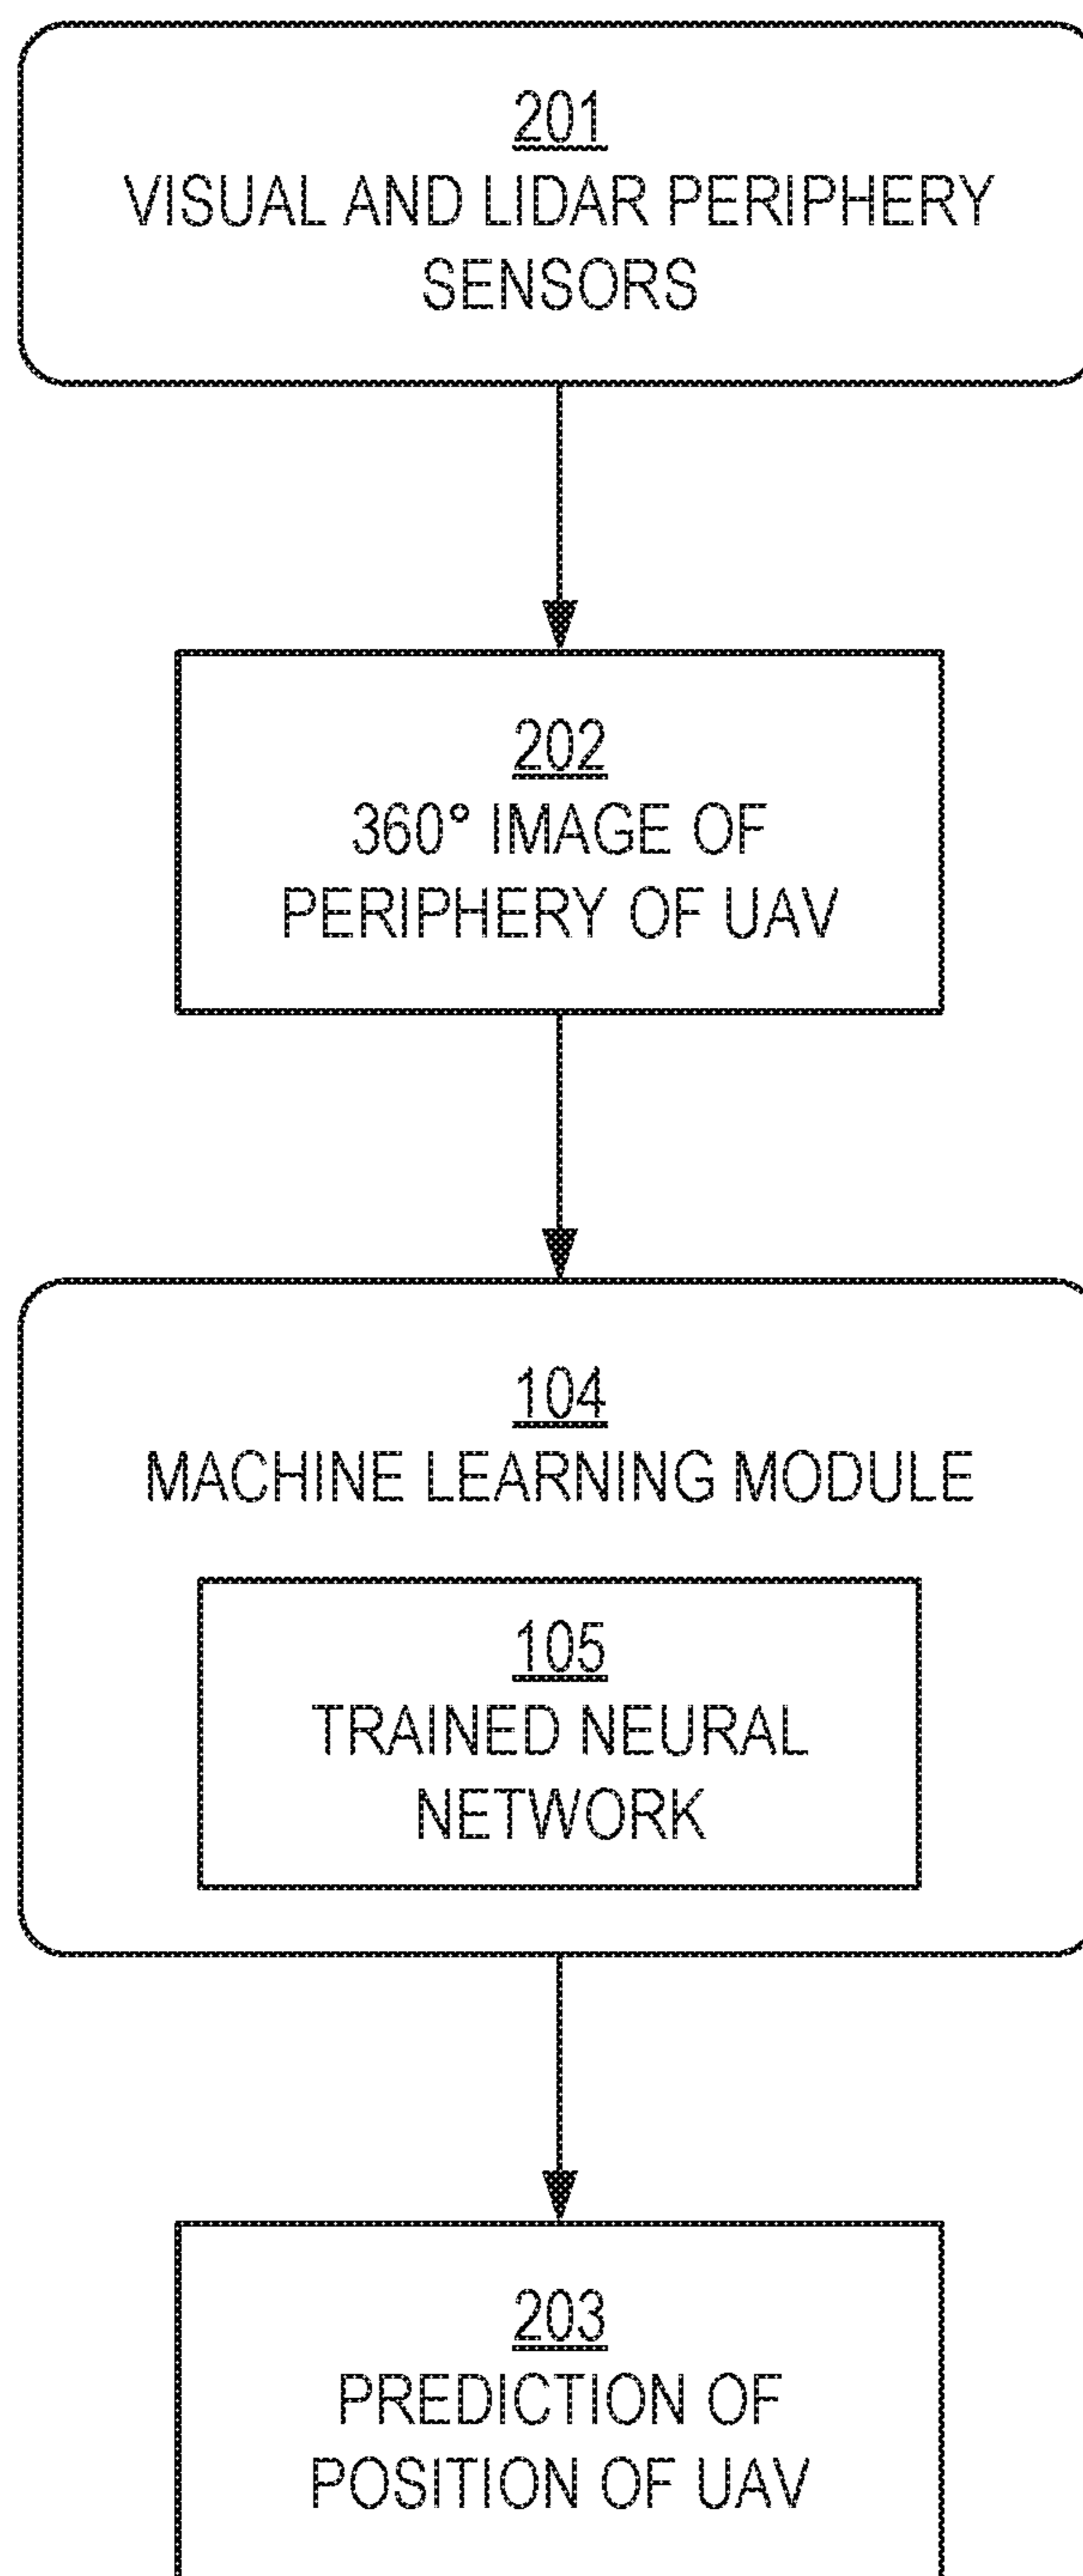 201
VISUAL AND LIDAR PERIPHERY
SENSORS
202
360° IMAGE OF
PERIPHERY OF UAV
104
MACHINE LEARNING MODULE
105
TRAINED NEURAL
NETWORK
203
PREDICTION OF
POSITION OF UAV